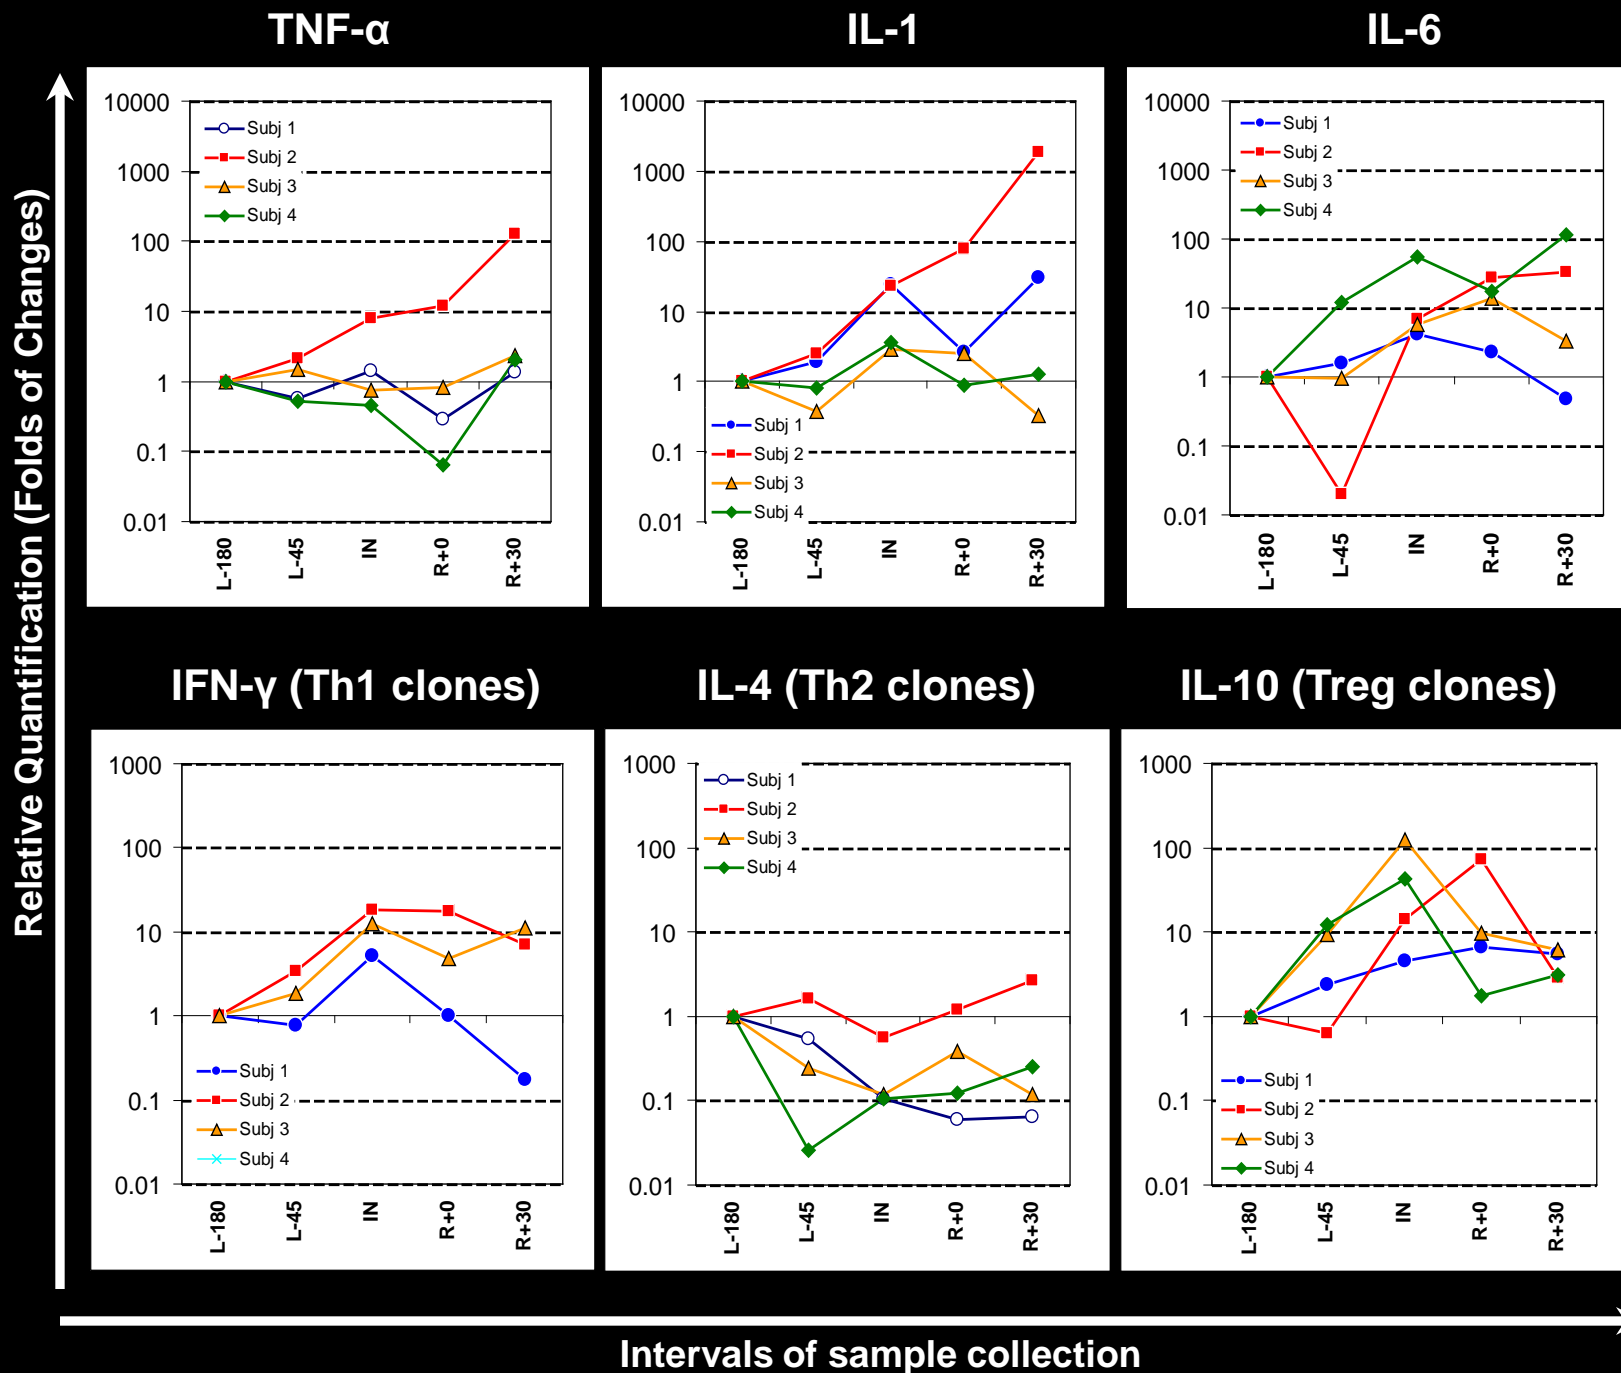 TNF-α
IL-1
IL-6
Relative Quantification (Folds of Changes)
10000
1000
100
10
1
0.1
0.01
Subj 1
Subj 2
Subj 3
Subj 4
L-180
L-45
IN
R+0
R+30
10000
1000
100
10
1
0.1
0.01
Subj 1
Subj 2
Subj 3
Subj 4
L-180
L-45
IN
R+0
R+30
10000
1000
100
10
1
0.1
0.01
Subj 1
Subj 2
Subj 3
Subj 4
L-180
L-45
IN
R+0
R+30
IFN-γ (Th1 clones)
IL-4 (Th2 clones)
IL-10 (Treg clones)
1000
100
10
1
0.1
0.01
Subj 1
Subj 2
Subj 3
Subj 4
L-180
L-45
IN
R+0
R+30
1000
100
10
1
0.1
0.01
Subj 1
Subj 2
Subj 3
Subj 4
L-180
L-45
IN
R+0
R+30
1000
100
10
1
0.1
0.01
Subj 1
Subj 2
Subj 3
Subj 4
L-180
L-45
IN
R+0
R+30
Intervals of sample collection